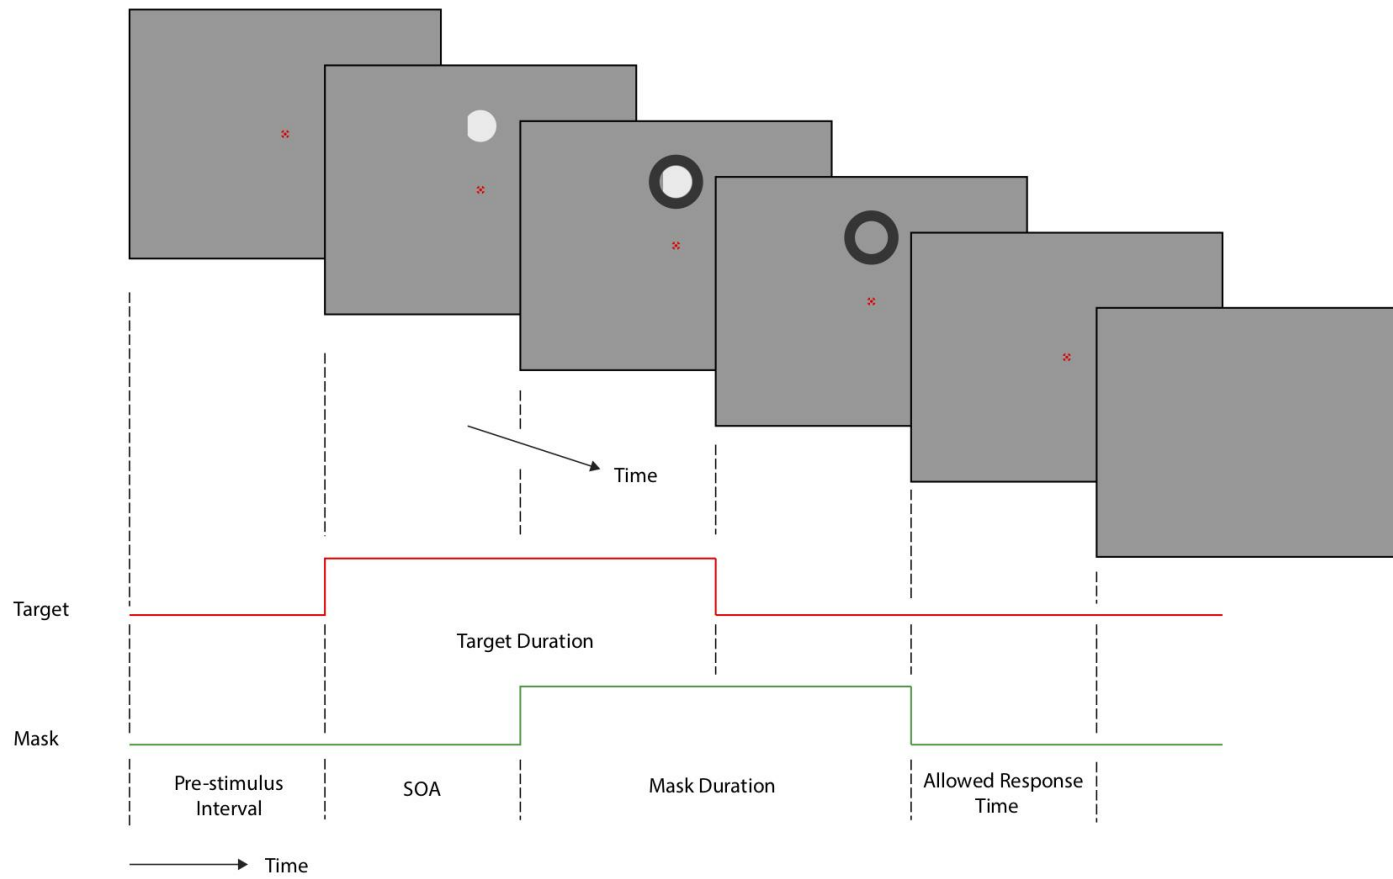 Time
Target
Target Duration
Mask
Pre-stimulus
Interval
SOA
Mask Duration
Allowed Response
Time
Time